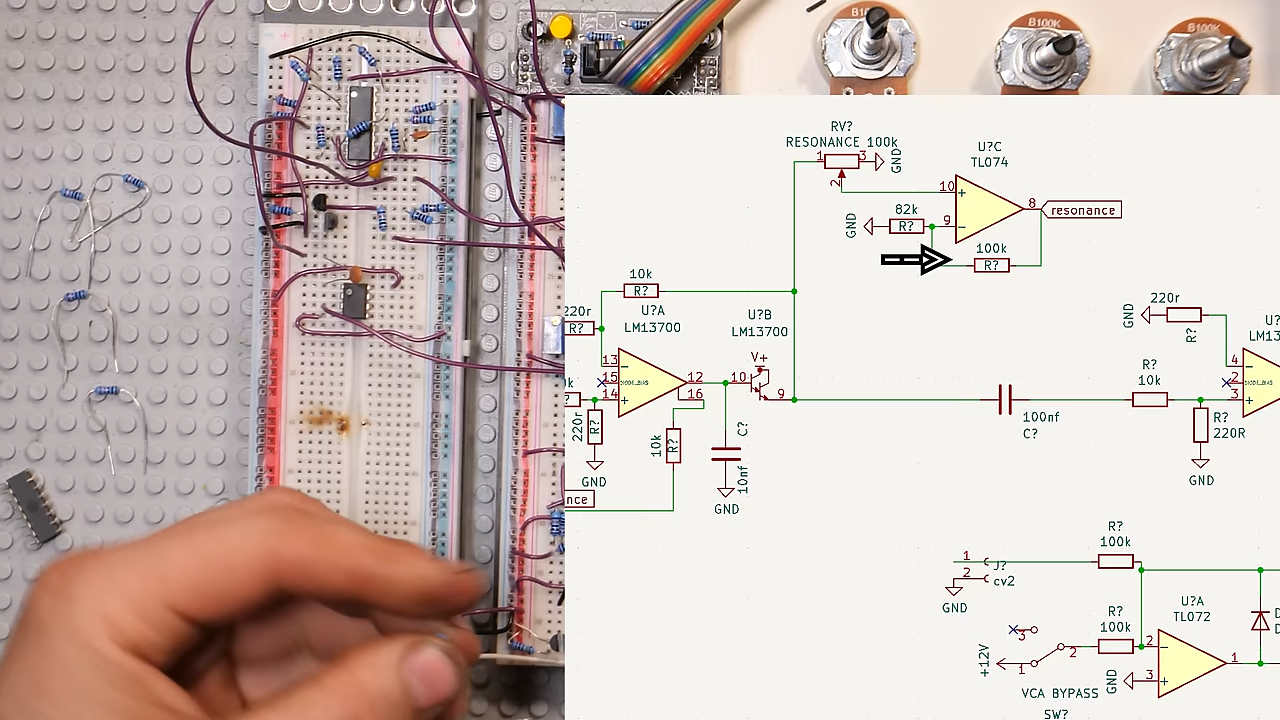 B100K
B100K
RV?
RESONANCE 100k
1
3
2
GND
U?C
TL074
10
+
9
−
8
resonance
GND
82k
R?
100k
R?
10k
R?
U?A
LM13700
U?B
LM13700
220r
R?
13
−
15
DIODE_BIAS
14
+
12
16
V+
10
9
220r
R?
GND
10k
R?
C?
10nf
GND
nce
100nf
C?
R?
10k
GND
220r
R?
U?
LM13
4
−
2
DIODE_BIAS
3
+
R?
220R
GND
R?
100k
1
2
J?
cv2
GND
R?
100k
U?A
TL072
3
2
1
+12V
VCA BYPASS
SW?
GND
2
−
3
+
1
D
D